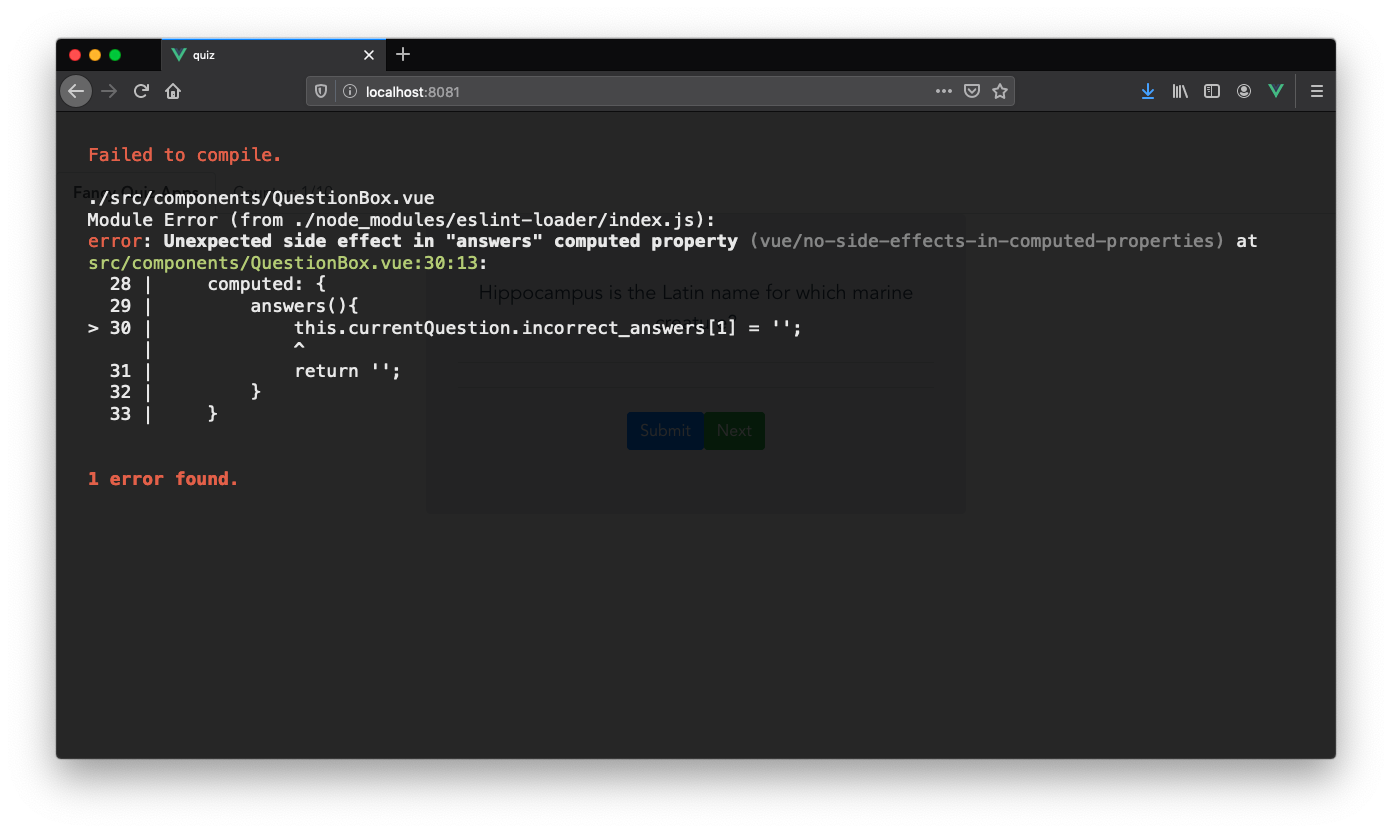 quiz
localhost:8081
Failed to compile.
./src/components/QuestionBox.vue
Module Error (from ./node_modules/eslint-loader/index.js):
error: Unexpected side effect in "answers" computed property (vue/no-side-effects-in-computed-properties) at
src/components/QuestionBox.vue:30:13:
28 |     computed: {
Hippocampus is the Latin name for which marine
29 |         answers(){
> 30 |             this.currentQuestion.incorrect_answers[1] = '';
|             ^
31 |             return '';
32 |         }
33 |     }
Submit
Next
1 error found.